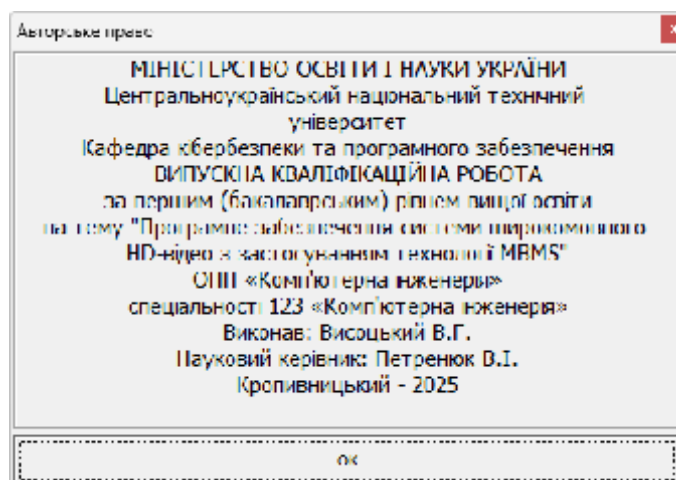 Авторське право
МІНІСТЕРСТВО ОСВІТИ І НАУКИ УКРАЇНИ
Центральноукраїнський національний технічний
університет
Кафедра кібербезпеки та програмного забезпечення
ВИПУСКНА КВАЛІФІКАЦІЙНА РОБОТА
за першим (бакалаврським) рівнем вищої освіти
на тему "Програмне забезпечення системи широкомовного
HD-відео з застосуванням технології MBMS"
ОПП «Комп'ютерна інженерія»
спеціальності 123 «Комп'ютерна інженерія»
Виконав: Висоцький В.Г.
Науковий керівник: Петренюк В.І.
Кропивницький - 2025
ок